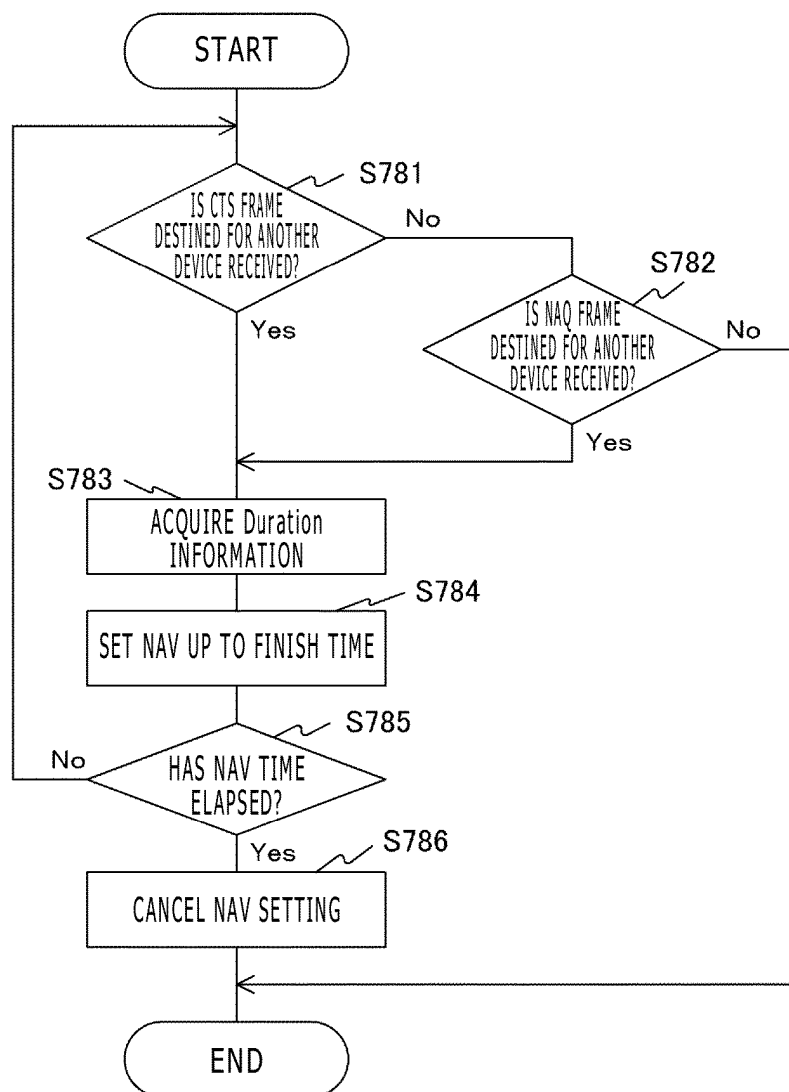 START
S781
IS CTS FRAME
DESTINED FOR ANOTHER
DEVICE RECEIVED?
No
Yes
S782
IS NAQ FRAME
DESTINED FOR ANOTHER
DEVICE RECEIVED?
No
Yes
S783
ACQUIRE Duration
INFORMATION
S784
SET NAV UP TO FINISH TIME
S785
HAS NAV TIME
ELAPSED?
No
Yes
S786
CANCEL NAV SETTING
END